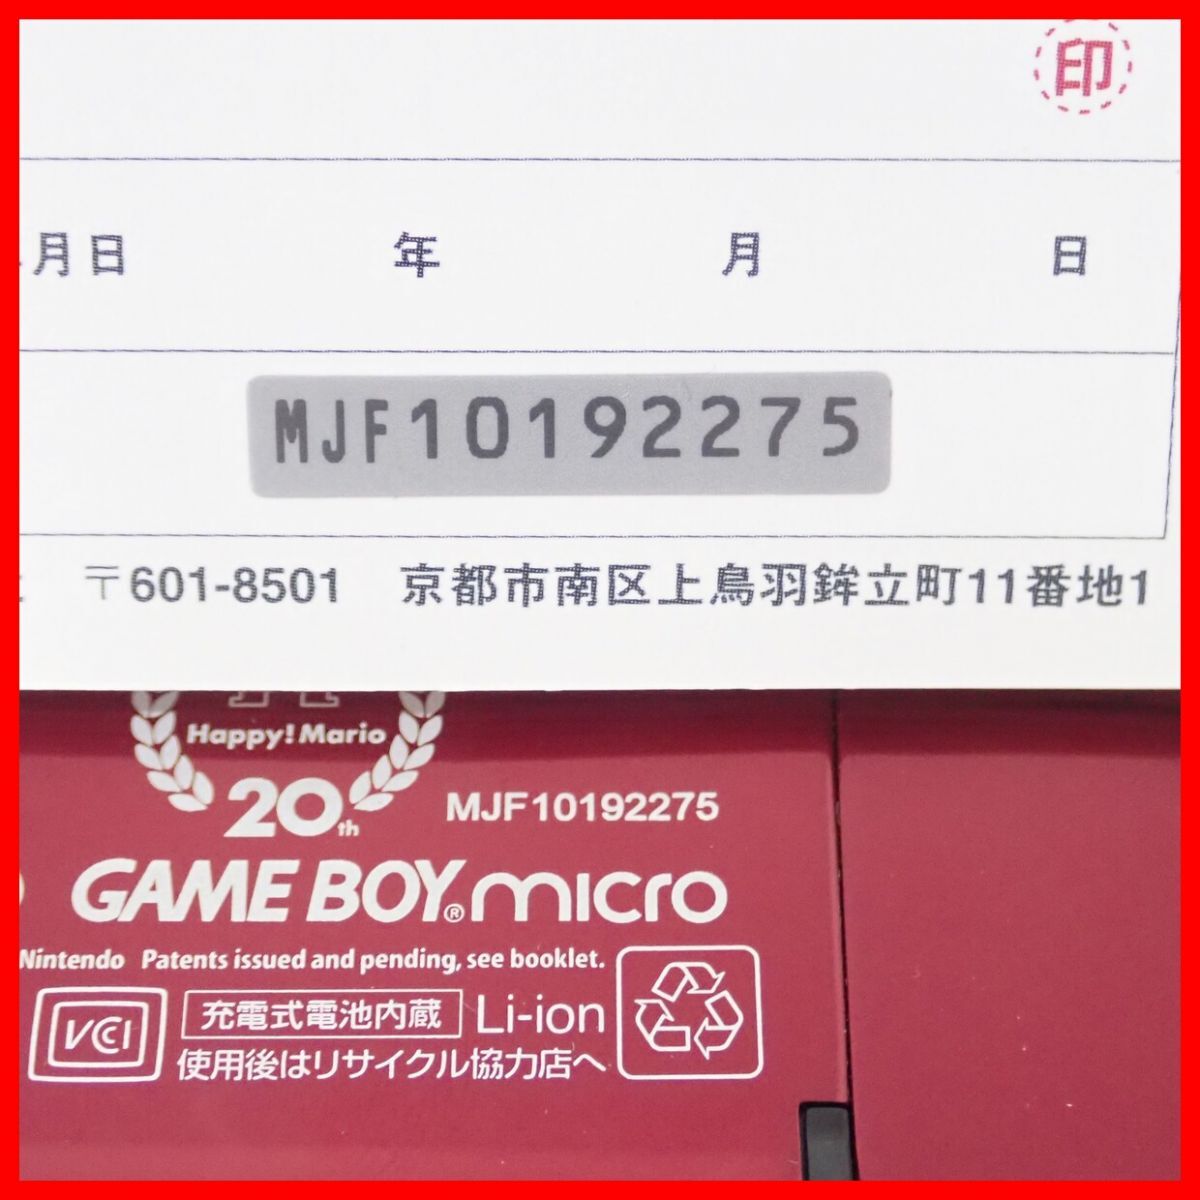 印
月日 年 月 日
MJF10192275
〒601-8501 京都市南区上鳥羽鉾立町11番地1
Happy!Mario
20th
MJF10192275
GAME BOY® micro
Nintendo Patents issued and pending, see booklet.
VCCI
充電式電池内蔵 Li-ion
使用後はリサイクル協力店へ